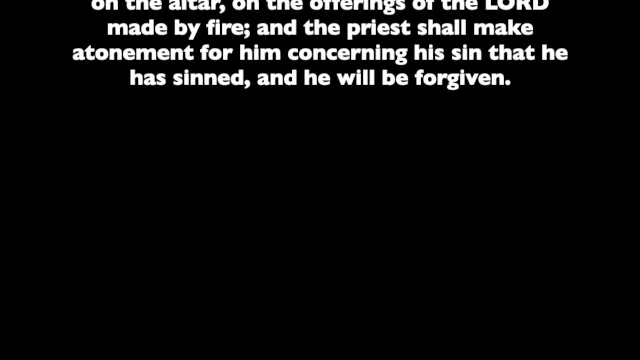 on the altar, on the offerings of the LORD
made by fire; and the priest shall make
atonement for him concerning his sin that he
has sinned, and he will be forgiven.